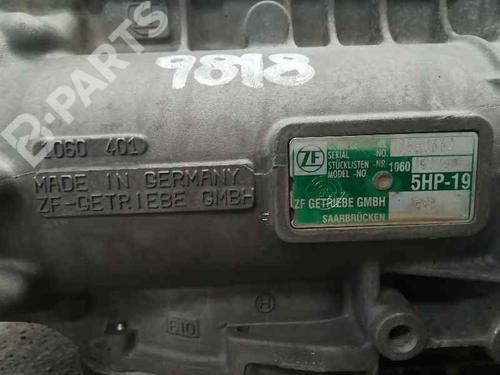 B-PARTS
9818
1060 401
MADE IN GERMANY
ZF-GETRIEBE GMBH
ZF
SERIAL NO.
STÜCKLISTEN NR. 1060
MODEL-NO.
5HP-19
ZF GETRIEBE GMBH
SAARBRÜCKEN
E10
H